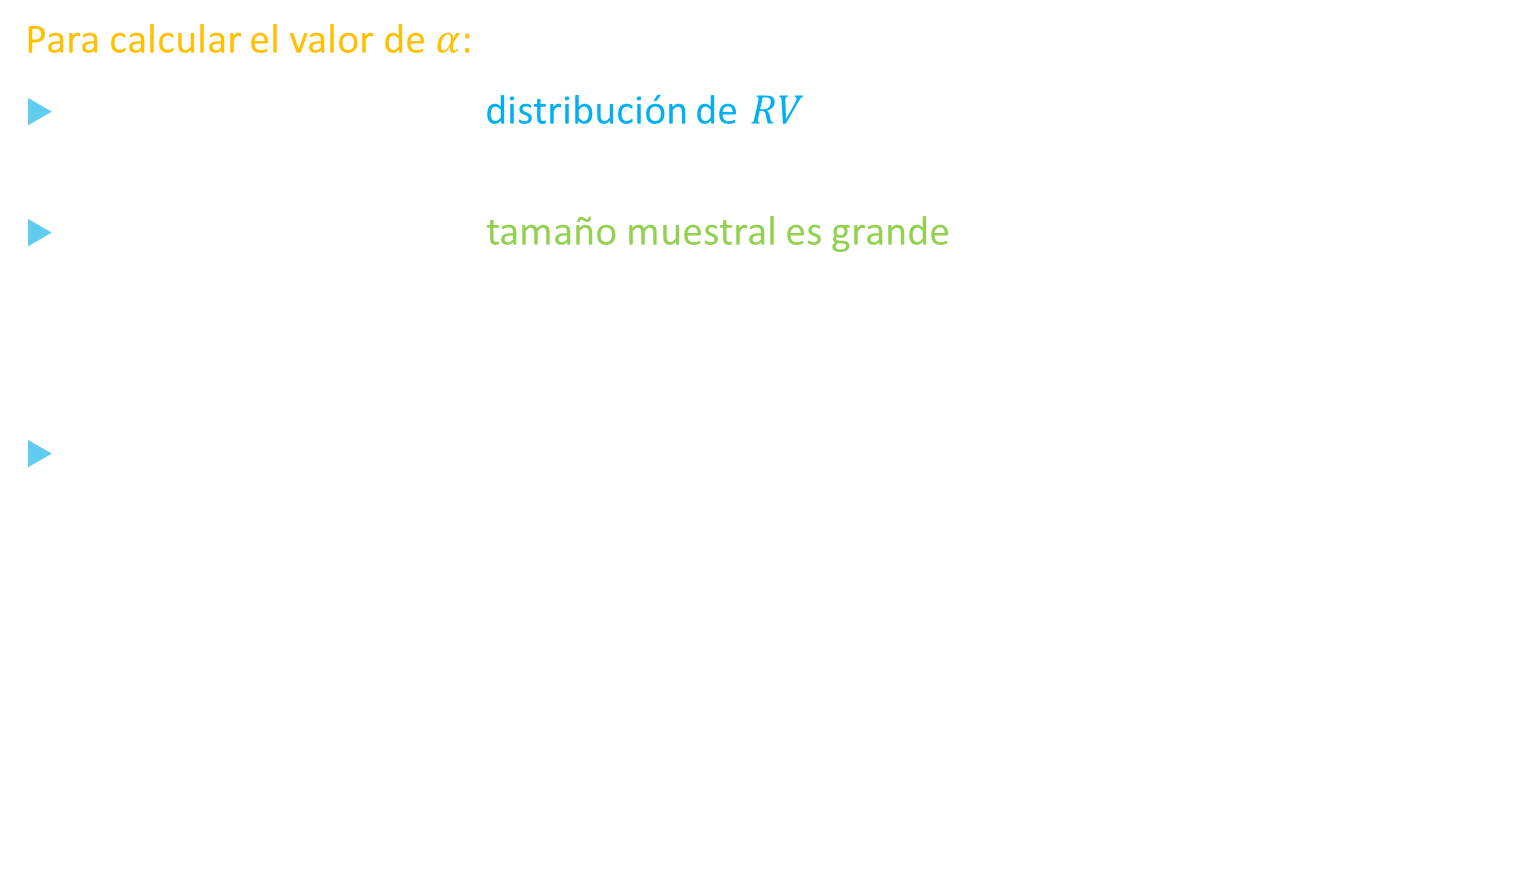 Para calcular el valor de α:
distribución de RV
tamaño muestral es grande